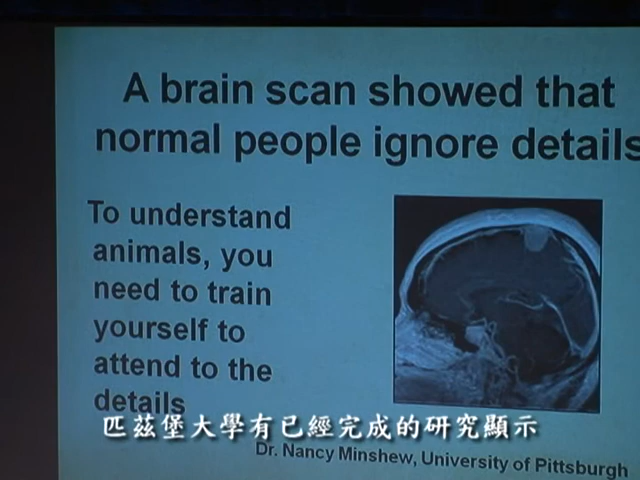 A brain scan showed that
normal people ignore details
To understand
animals, you
need to train
yourself to
attend to the
details
匹茲堡大學有已經完成的研究顯示
Dr. Nancy Minshew, University of Pittsburgh